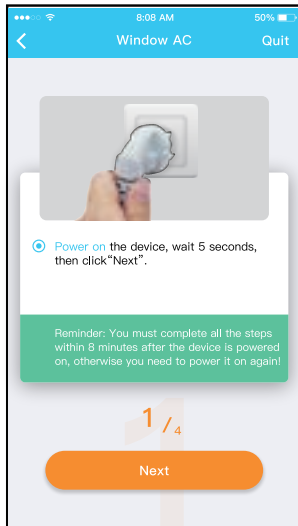 8:08 AM
50%
Window AC
Quit
Power on the device, wait 5 seconds,
then click“Next”.
Reminder: You must complete all the steps
within 8 minutes after the device is powered
on, otherwise you need to power it on again!
1/4
Next